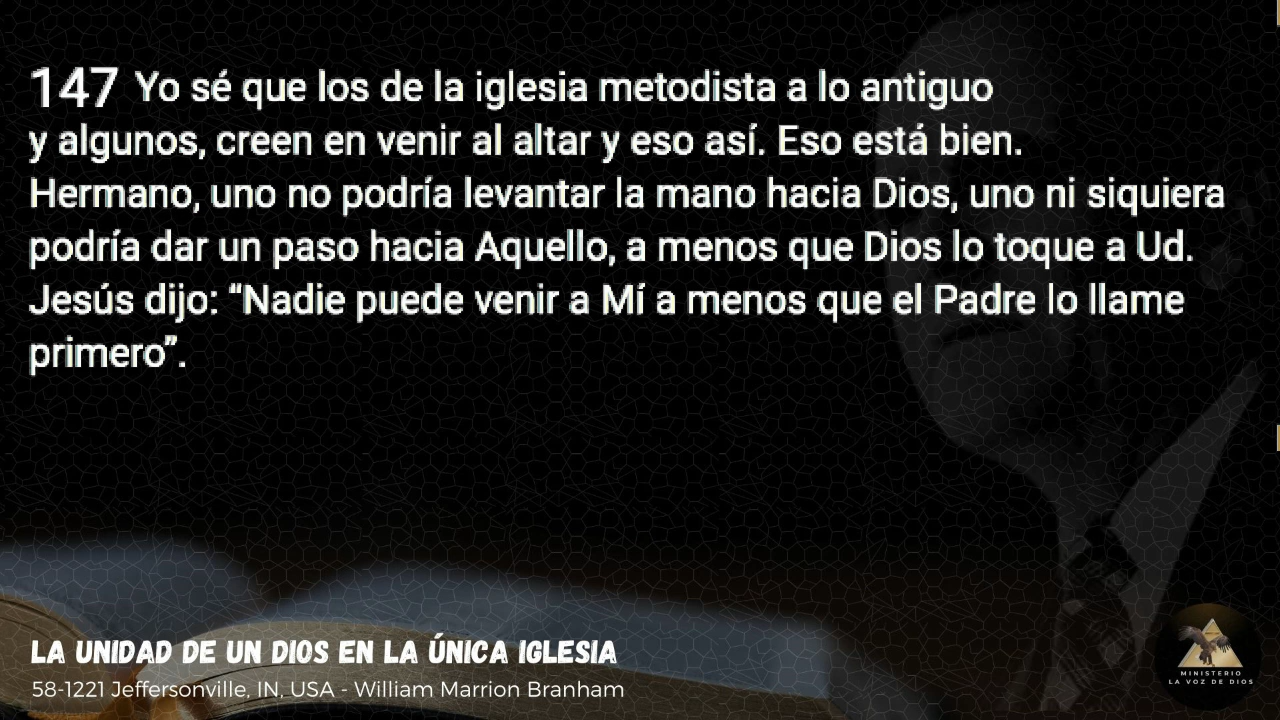 147 Yo sé que los de la iglesia metodista a lo antiguo
y algunos, creen en venir al altar y eso así. Eso está bien.
Hermano, uno no podría levantar la mano hacia Dios, uno ni siquiera
podría dar un paso hacia Aquello, a menos que Dios lo toque a Ud.
Jesús dijo: “Nadie puede venir a Mí a menos que el Padre lo llame
primero”.
LA UNIDAD DE UN DIOS EN LA ÚNICA IGLESIA
58-1221 Jeffersonville, IN, USA - William Marrion Branham
MINISTERIO
LA VOZ DE DIOS